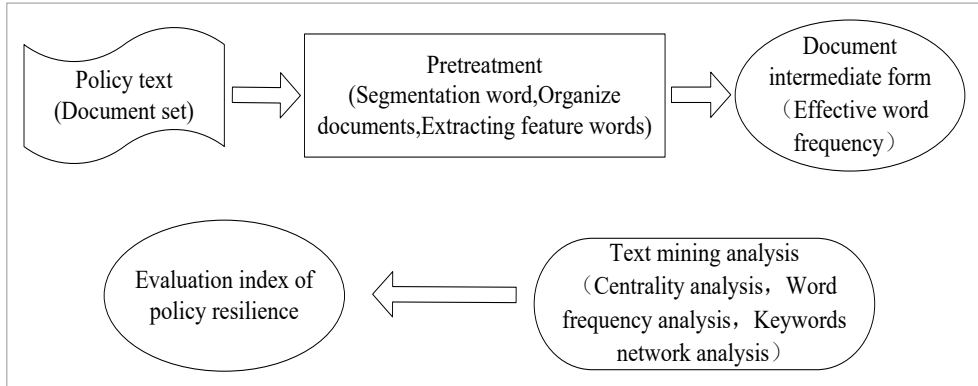 Policy text
(Document set)
Pretreatment
(Segmentation word,Organize
documents,Extracting feature words)
Document
intermediate form
（Effective word
frequency）
Evaluation index of
policy resilience
Text mining analysis
（Centrality analysis，Word
frequency analysis，Keywords
network analysis）